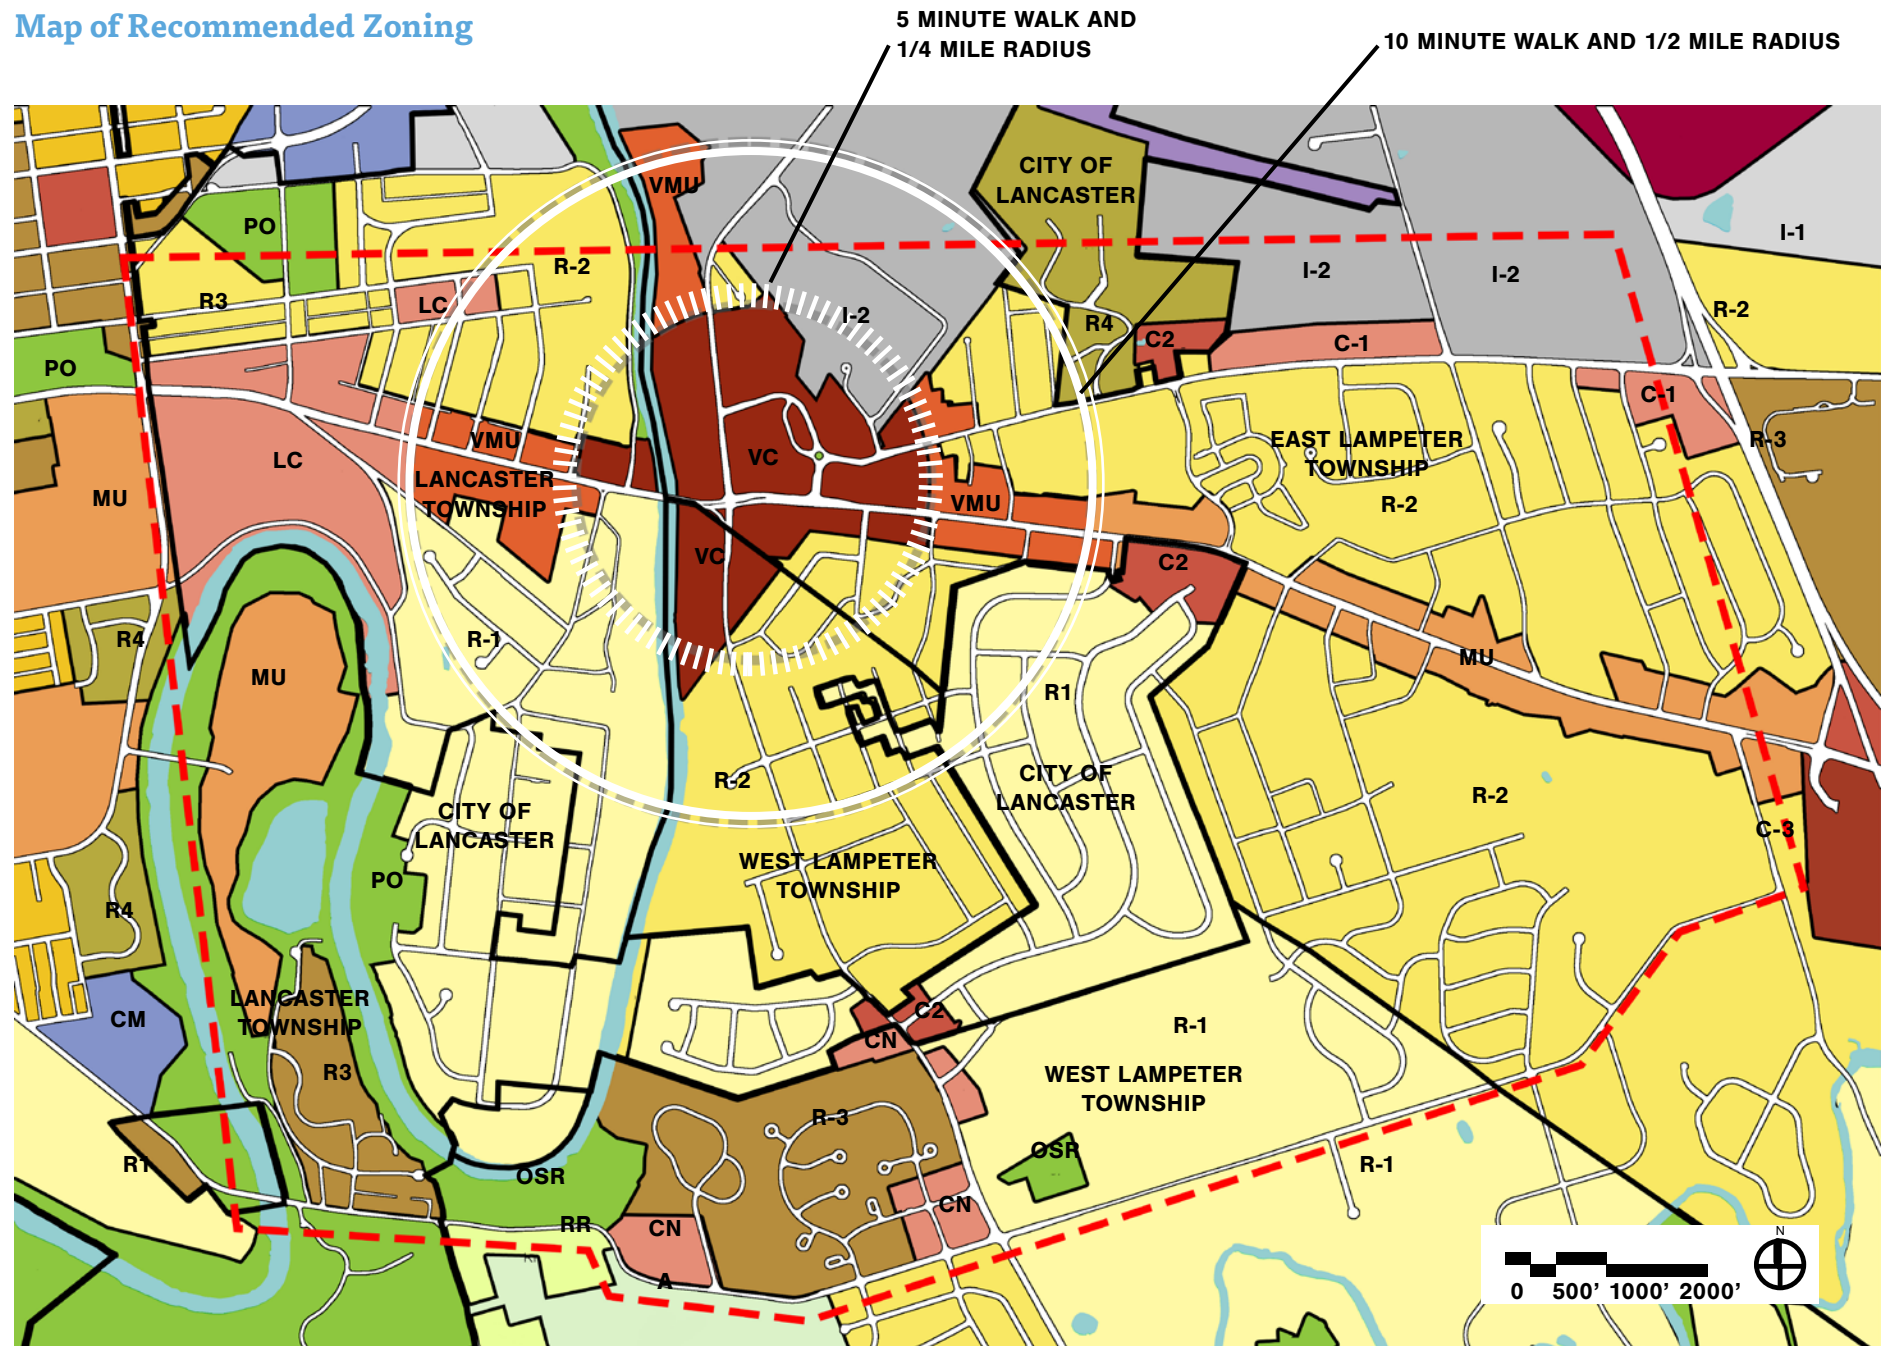 Map of Recommended Zoning
5 MINUTE WALK AND
1/4 MILE RADIUS
10 MINUTE WALK AND 1/2 MILE RADIUS
CITY OF
LANCASTER
VMU
PO
I-1
R-2
I-2
I-2
R3
LC
I-2
R-2
R4
C2
C-1
PO
C-1
VMU
EAST LAMPETER
TOWNSHIP
R-3
LC
VC
LANCASTER
TOWNSHIP
MU
VMU
R-2
VC
C2
R4
R-1
MU
MU
R1
R-2
CITY OF
LANCASTER
R-2
CITY OF
LANCASTER
C-3
WEST LAMPETER
TOWNSHIP
PO
R4
LANCASTER
TOWNSHIP
CM
C2
CN
R-1
R3
WEST LAMPETER
TOWNSHIP
R-3
OSR
R1
R-1
OSR
CN
RR
CN
A
N
0 500’ 1000’ 2000’